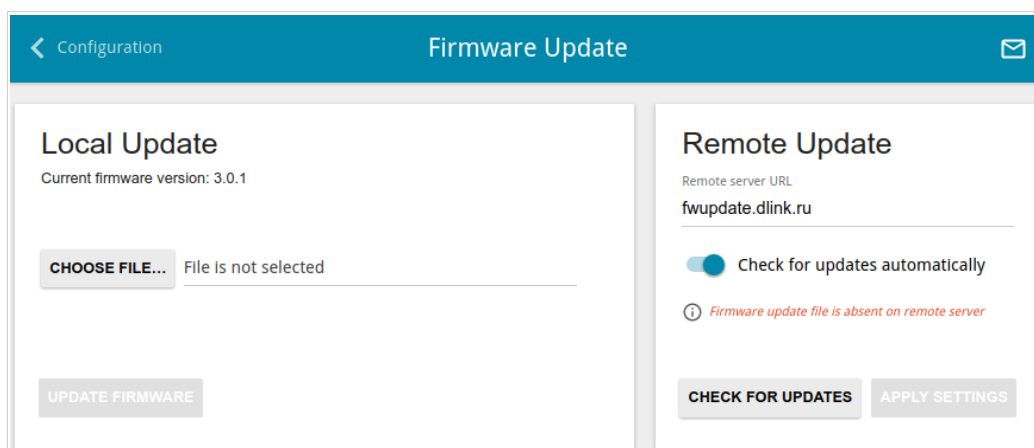 Configuration
Firmware Update
Local Update
Current firmware version: 3.0.1
CHOOSE FILE...
File is not selected
UPDATE FIRMWARE
Remote Update
Remote server URL
fwupdate.dlink.ru
Check for updates automatically
Firmware update file is absent on remote server
CHECK FOR UPDATES
APPLY SETTINGS